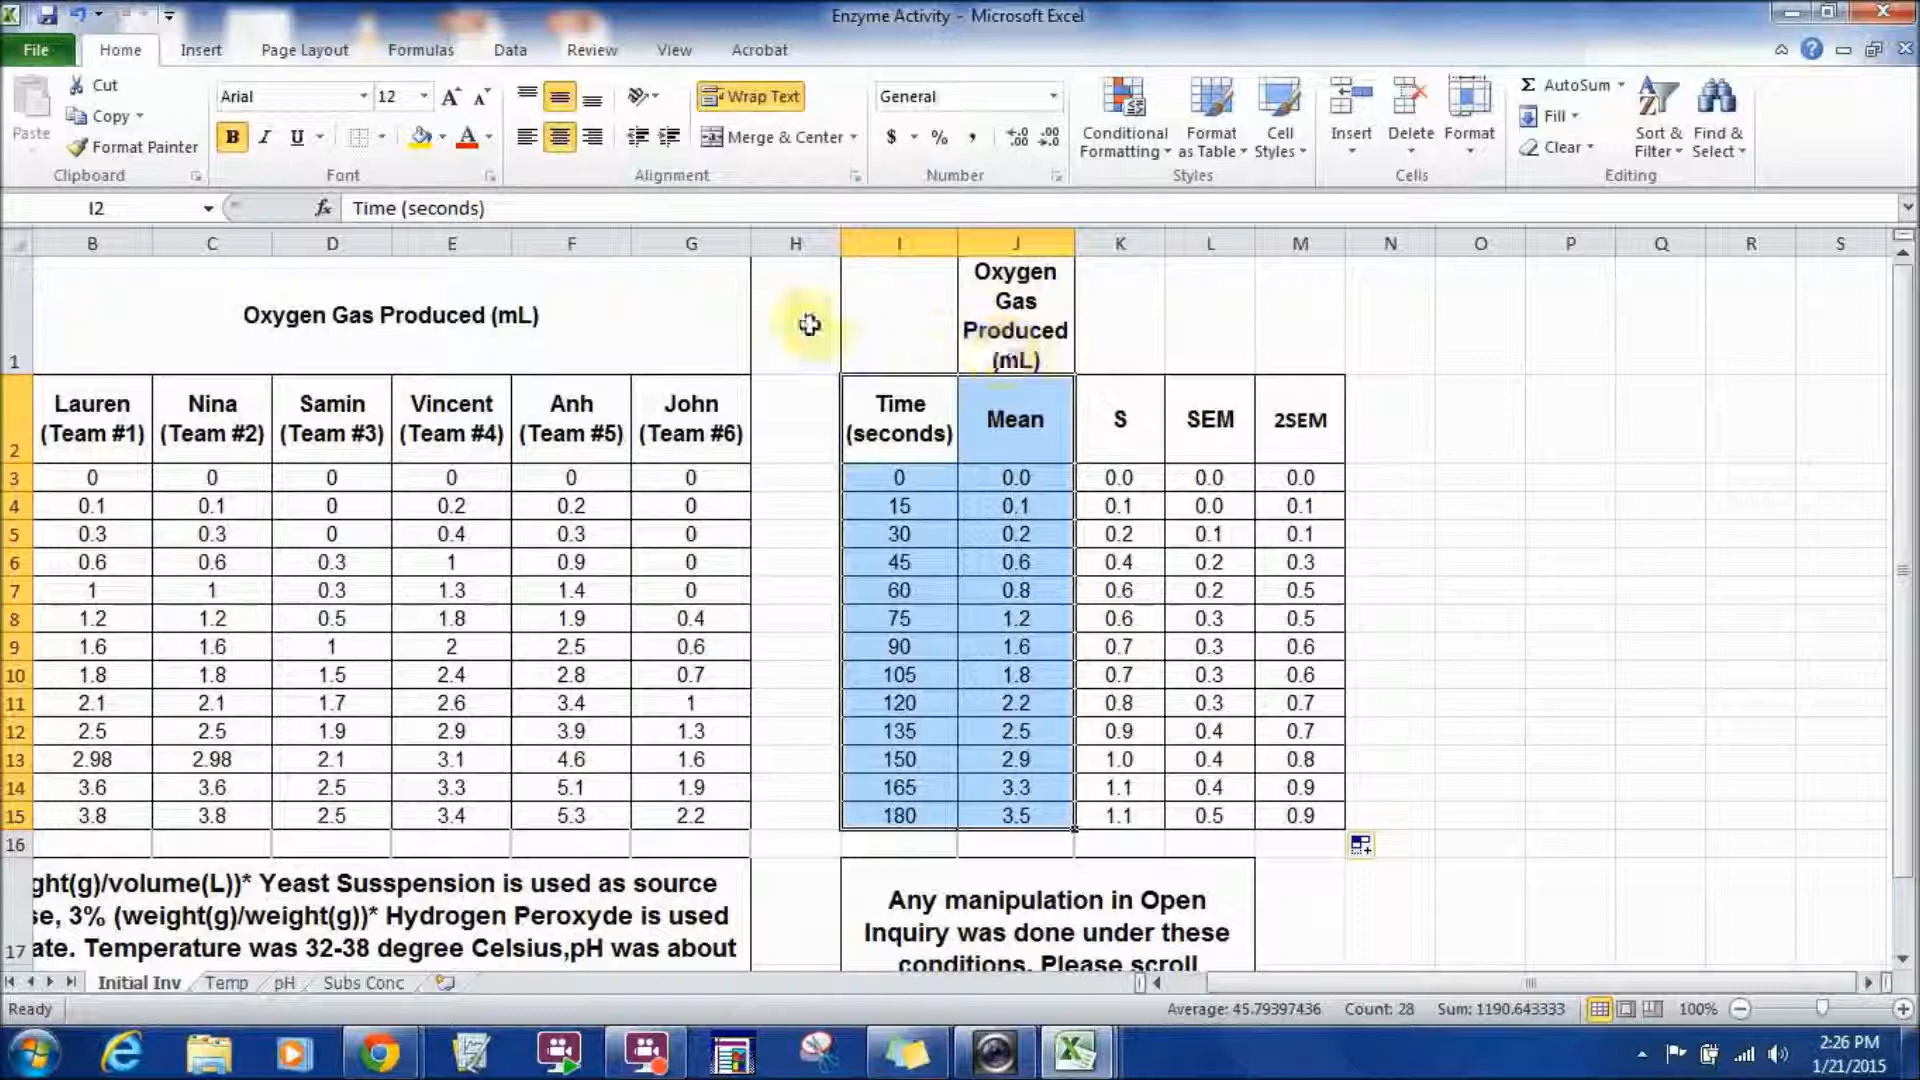 Enzyme Activity - Microsoft Excel
File Home Insert Page Layout Formulas Data Review View Acrobat
Paste
Cut
Copy
Format Painter
Clipboard
Arial 12
B I U
Font
Wrap Text
Merge & Center
Alignment
General
$ % ,
Number
Conditional Formatting
Format as Table
Cell Styles
Styles
Insert Delete Format
Cells
AutoSum
Fill
Clear
Sort & Filter
Find & Select
Editing
I2 fx Time (seconds)
B C D E F G H I J K L M N O P Q R S
1 Oxygen Gas Produced (mL) Oxygen Gas Produced (mL)
2 Lauren (Team #1) Nina (Team #2) Samin (Team #3) Vincent (Team #4) Anh (Team #5) John (Team #6) Time (seconds) Mean S SEM 2SEM
3 0 0 0 0 0 0 0 0.0 0.0 0.0 0.0
4 0.1 0.1 0 0.2 0.2 0 15 0.1 0.1 0.0 0.1
5 0.3 0.3 0 0.4 0.3 0 30 0.2 0.2 0.1 0.1
6 0.6 0.6 0.3 1 0.9 0 45 0.6 0.4 0.2 0.3
7 1 1 0.3 1.3 1.4 0 60 0.8 0.6 0.2 0.5
8 1.2 1.2 0.5 1.8 1.9 0.4 75 1.2 0.6 0.3 0.5
9 1.6 1.6 1 2 2.5 0.6 90 1.6 0.7 0.3 0.6
10 1.8 1.8 1.5 2.4 2.8 0.7 105 1.8 0.7 0.3 0.6
11 2.1 2.1 1.7 2.6 3.4 1 120 2.2 0.8 0.3 0.7
12 2.5 2.5 1.9 2.9 3.9 1.3 135 2.5 0.9 0.4 0.7
13 2.98 2.98 2.1 3.1 4.6 1.6 150 2.9 1.0 0.4 0.8
14 3.6 3.6 2.5 3.3 5.1 1.9 165 3.3 1.1 0.4 0.9
15 3.8 3.8 2.5 3.4 5.3 2.2 180 3.5 1.1 0.5 0.9
16
17
ght(g)/volume(L))* Yeast Susspension is used as source
se, 3% (weight(g)/weight(g))* Hydrogen Peroxyde is used
ate. Temperature was 32-38 degree Celsius,pH was about
Any manipulation in Open
Inquiry was done under these
conditions. Please scroll
Initial Inv Temp pH Subs Conc
Ready Average: 45.79397436 Count: 28 Sum: 1190.643333 100%
2:26 PM
1/21/2015